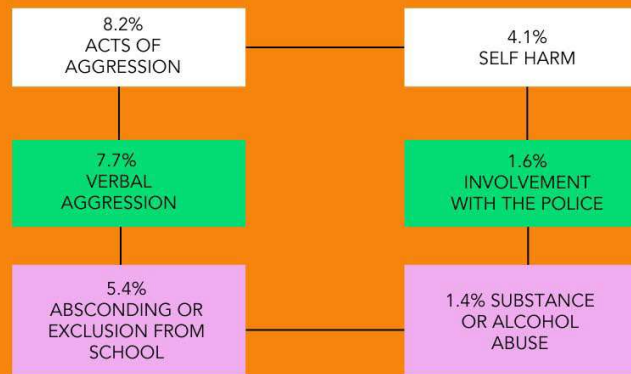 8.2%
ACTS OF
AGGRESSION
4.1%
SELF HARM
7.7%
VERBAL
AGGRESSION
1.6%
INVOLVEMENT
WITH THE POLICE
5.4%
ABSCONDING OR
EXCLUSION FROM
SCHOOL
1.4% SUBSTANCE
OR ALCOHOL
ABUSE